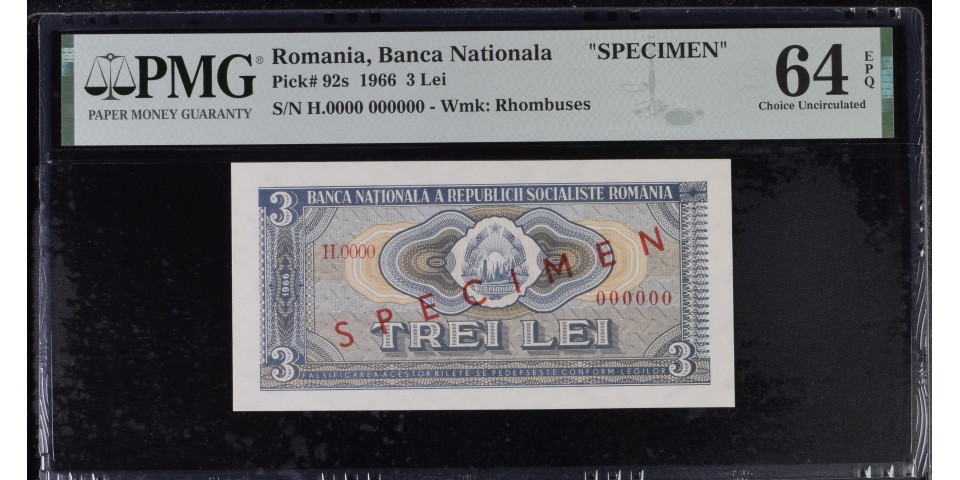 PMG®
PAPER MONEY GUARANTY
Romania, Banca Nationala "SPECIMEN"
Pick# 92s 1966 3 Lei
S/N H.0000 000000 - Wmk: Rhombuses
64 EPQ
Choice Uncirculated
3 BANCA NAȚIONALĂ A REPUBLICII SOCIALISTE ROMÂNIA
H.0000
1966
ROMANIA
SPECIMEN
000000
TREI LEI
3 3
FALSIFICAREA ACESTOR BILETE SE PEDEPSEȘTE CONFORM LEGILOR